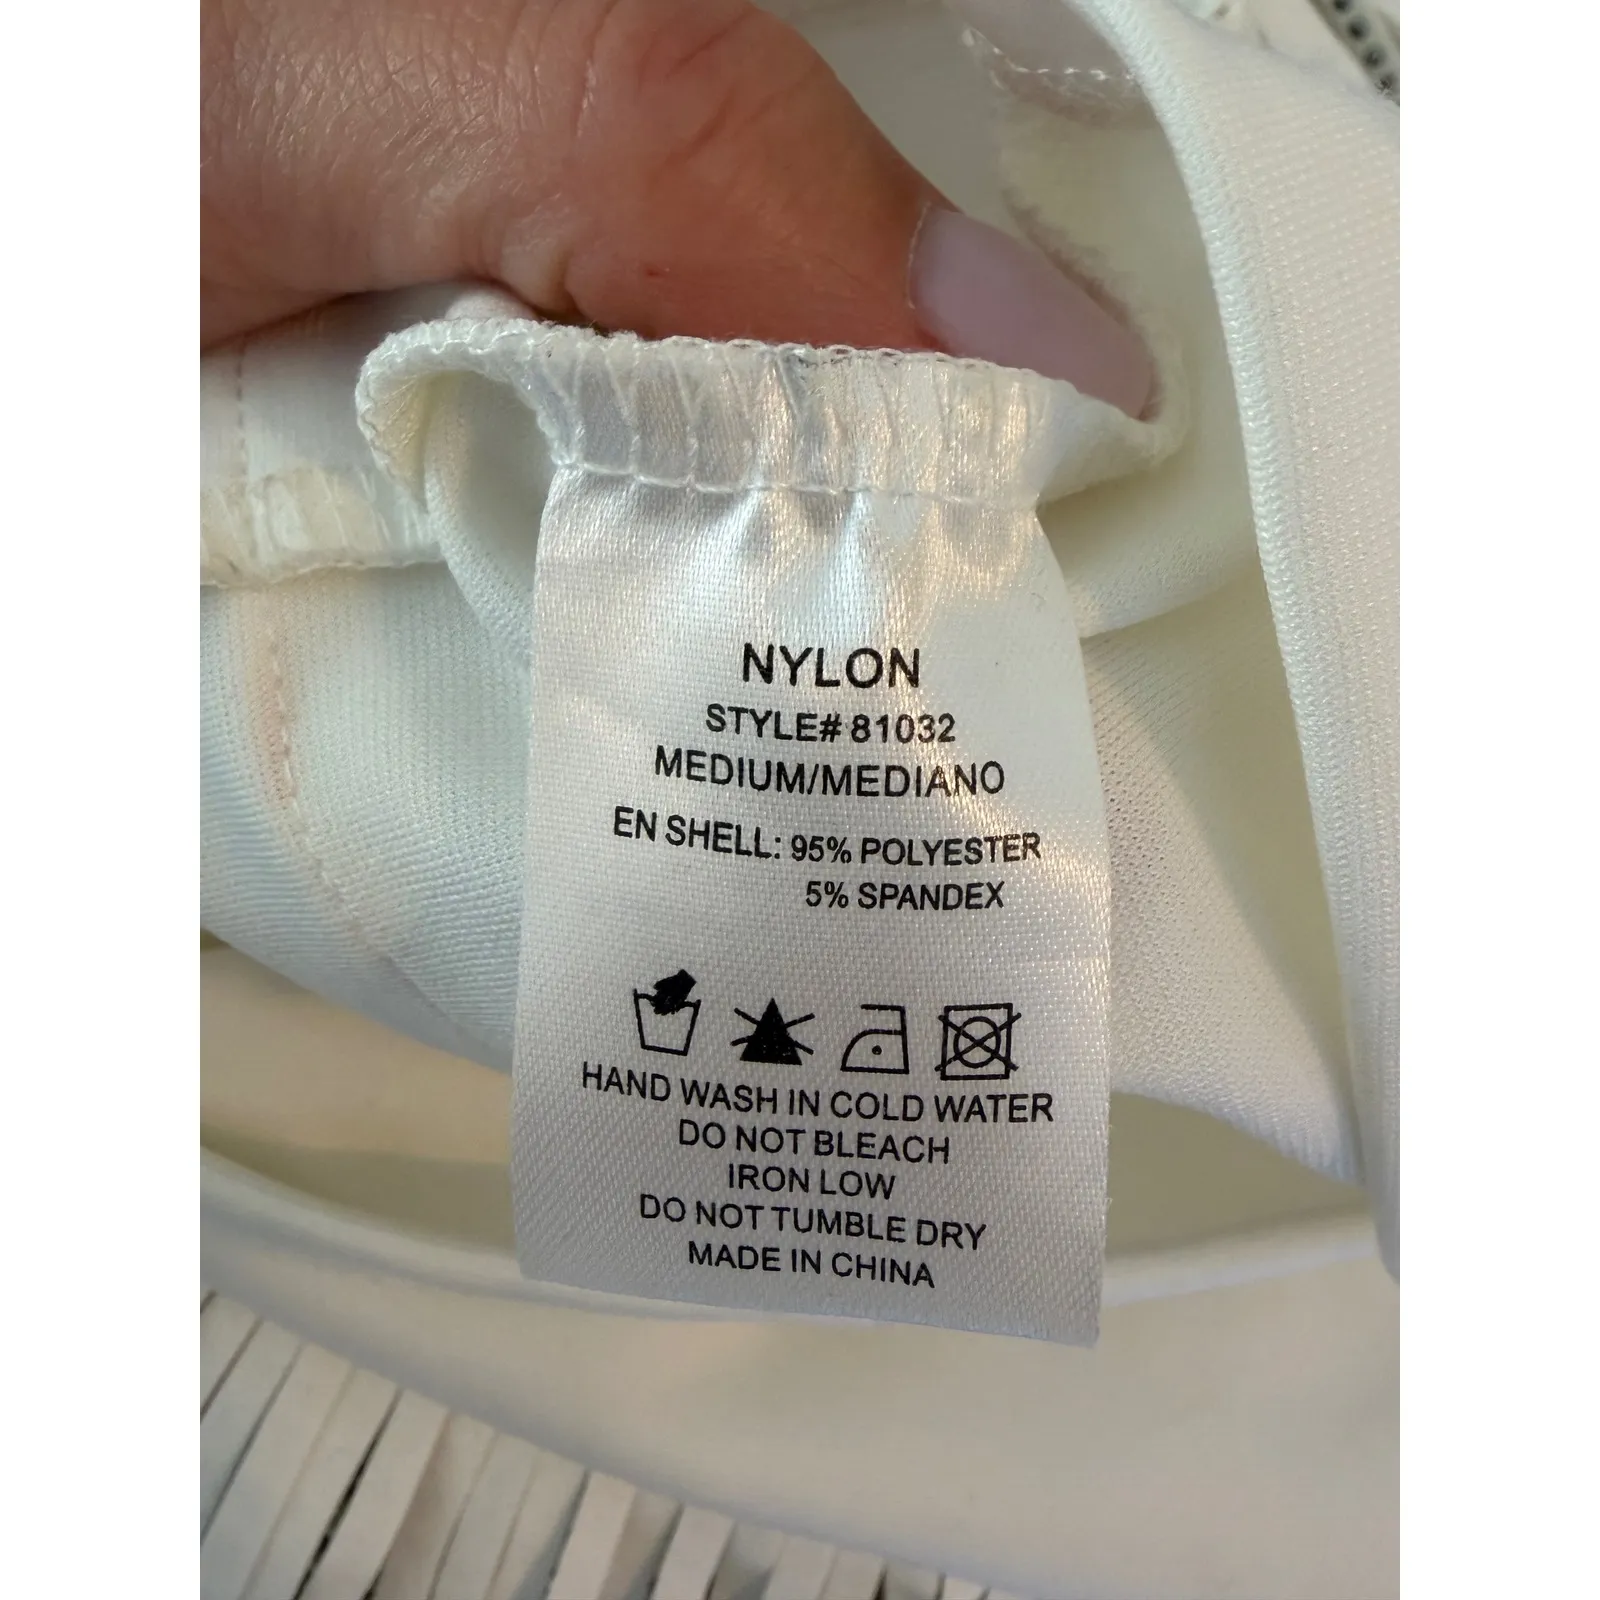 NYLON
STYLE# 81032
MEDIUM/MEDIANO
EN SHELL: 95% POLYESTER
5% SPANDEX
HAND WASH IN COLD WATER
DO NOT BLEACH
IRON LOW
DO NOT TUMBLE DRY
MADE IN CHINA